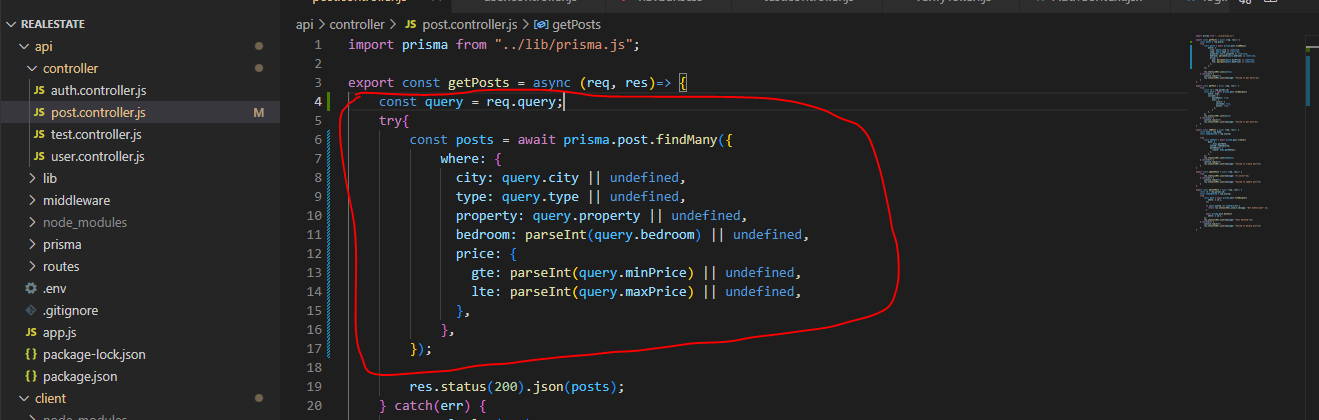 REALESTATE
api
controller
JS auth.controller.js
JS post.controller.js M
JS test.controller.js
JS user.controller.js
lib
middleware
node_modules
prisma
routes
.env
.gitignore
JS app.js
{} package-lock.json
{} package.json
client
api > controller > JS post.controller.js > getPosts
1 import prisma from "../lib/prisma.js";
2
3 export const getPosts = async (req, res)=> {
4 const query = req.query;
5 try{
6 const posts = await prisma.post.findMany({
7 where: {
8 city: query.city || undefined,
9 type: query.type || undefined,
10 property: query.property || undefined,
11 bedroom: parseInt(query.bedroom) || undefined,
12 price: {
13 gte: parseInt(query.minPrice) || undefined,
14 lte: parseInt(query.maxPrice) || undefined,
15 },
16 },
17 });
18
19 res.status(200).json(posts);
20 } catch(err) {